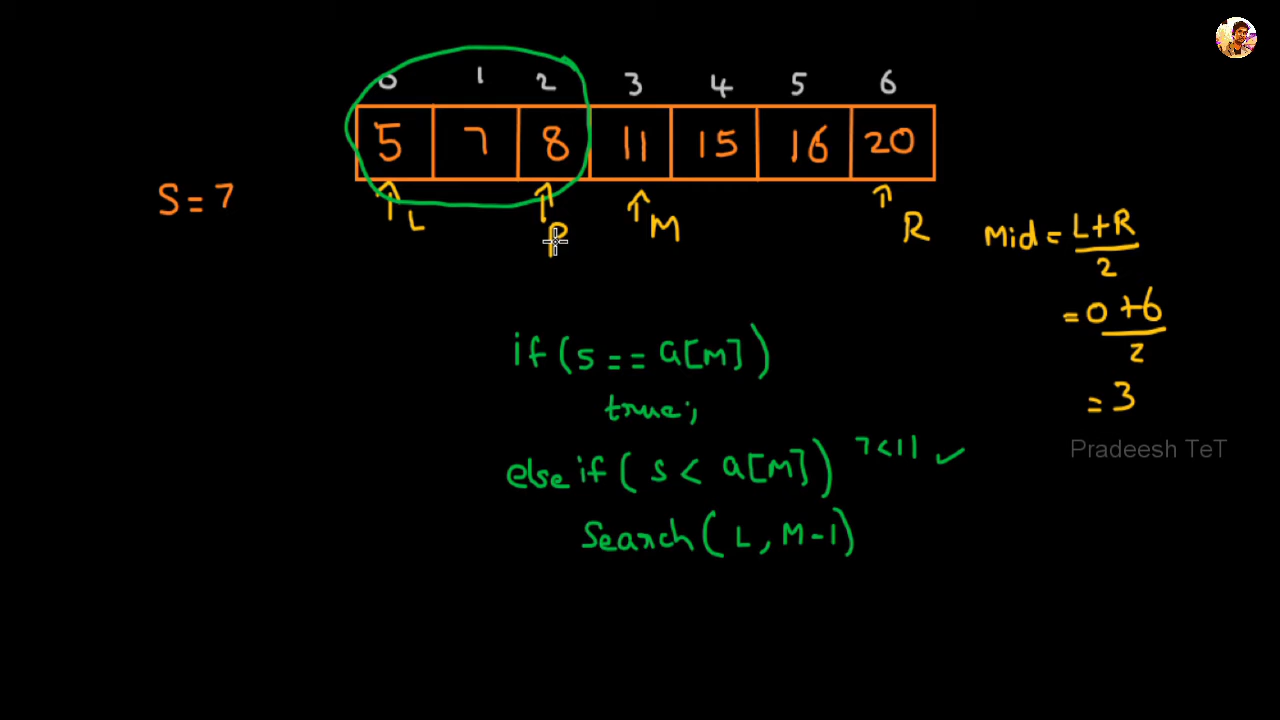 0 1 2 3 4 5 6
5 7 8 11 15 16 20
S = 7
L R M R
Mid = L+R
2
= 0+6
2
= 3
if (s == a[M])
true;
else if (s < a[M]) 7<11 ✓
Search (L, M-1)
Pradeesh TeT